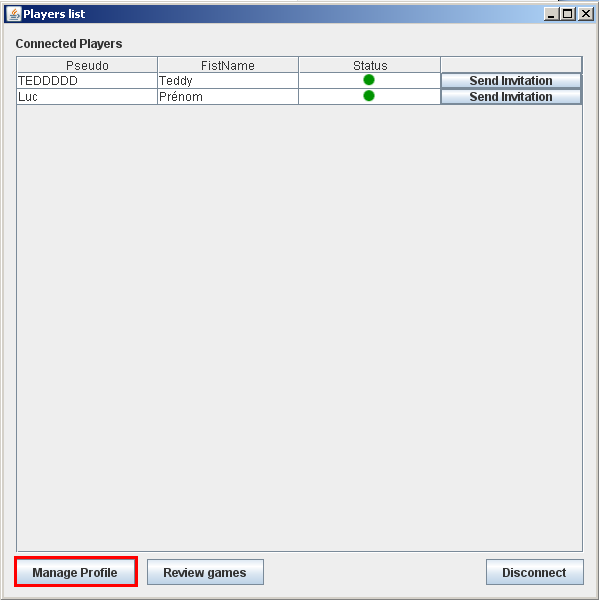 Players list
Connected Players
Pseudo FistName Status
TEDDDDD Teddy Send Invitation
Luc Prénom Send Invitation
Manage Profile Review games Disconnect